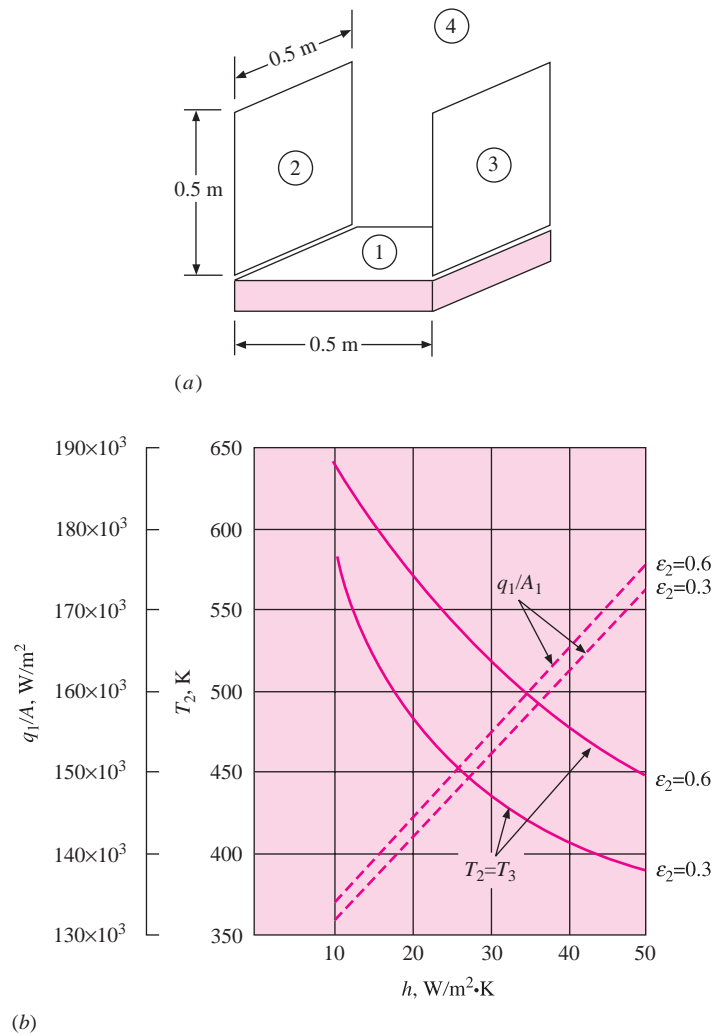 4
0.5 m
2
3
0.5 m
1
0.5 m
(a)
190×10³
650
180×10³
600
q₁/A₁
ε₂=0.6
ε₂=0.3
170×10³
550
q₁/A, W/m²
T₂, K
160×10³
500
150×10³
450
ε₂=0.6
140×10³
400
T₂=T₃
ε₂=0.3
130×10³
350
10
20
30
40
50
h, W/m²•K
(b)